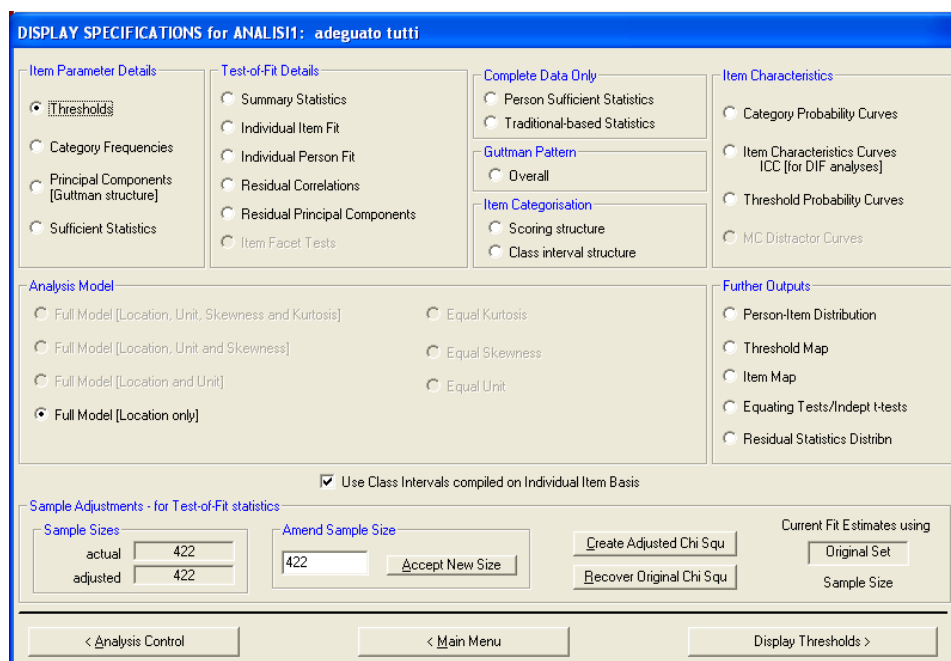 DISPLAY SPECIFICATIONS for ANALISI1: adeguato tutti
Item Parameter Details
Thresholds
Category Frequencies
Principal Components
[Guttman structure]
Sufficient Statistics
Test-of-Fit Details
Summary Statistics
Individual Item Fit
Individual Person Fit
Residual Correlations
Residual Principal Components
Item Facet Tests
Complete Data Only
Person Sufficient Statistics
Traditional-based Statistics
Guttman Pattern
Overall
Item Categorisation
Scoring structure
Class interval structure
Item Characteristics
Category Probability Curves
Item Characteristics Curves
ICC [for DIF analyses]
Threshold Probability Curves
MC Distractor Curves
Analysis Model
Full Model [Location, Unit, Skewness and Kurtosis]
Full Model [Location, Unit and Skewness]
Full Model [Location and Unit]
Full Model [Location only]
Equal Kurtosis
Equal Skewness
Equal Unit
Further Outputs
Person-Item Distribution
Threshold Map
Item Map
Equating Tests/Indept t-tests
Residual Statistics Distribn
Use Class Intervals compiled on Individual Item Basis
Sample Adjustments - for Test-of-Fit statistics
Sample Sizes
actual 422
adjusted 422
Amend Sample Size
422 Accept New Size
Create Adjusted Chi Squ
Recover Original Chi Squ
Current Fit Estimates using
Original Set
Sample Size
< Analysis Control
< Main Menu
Display Thresholds >